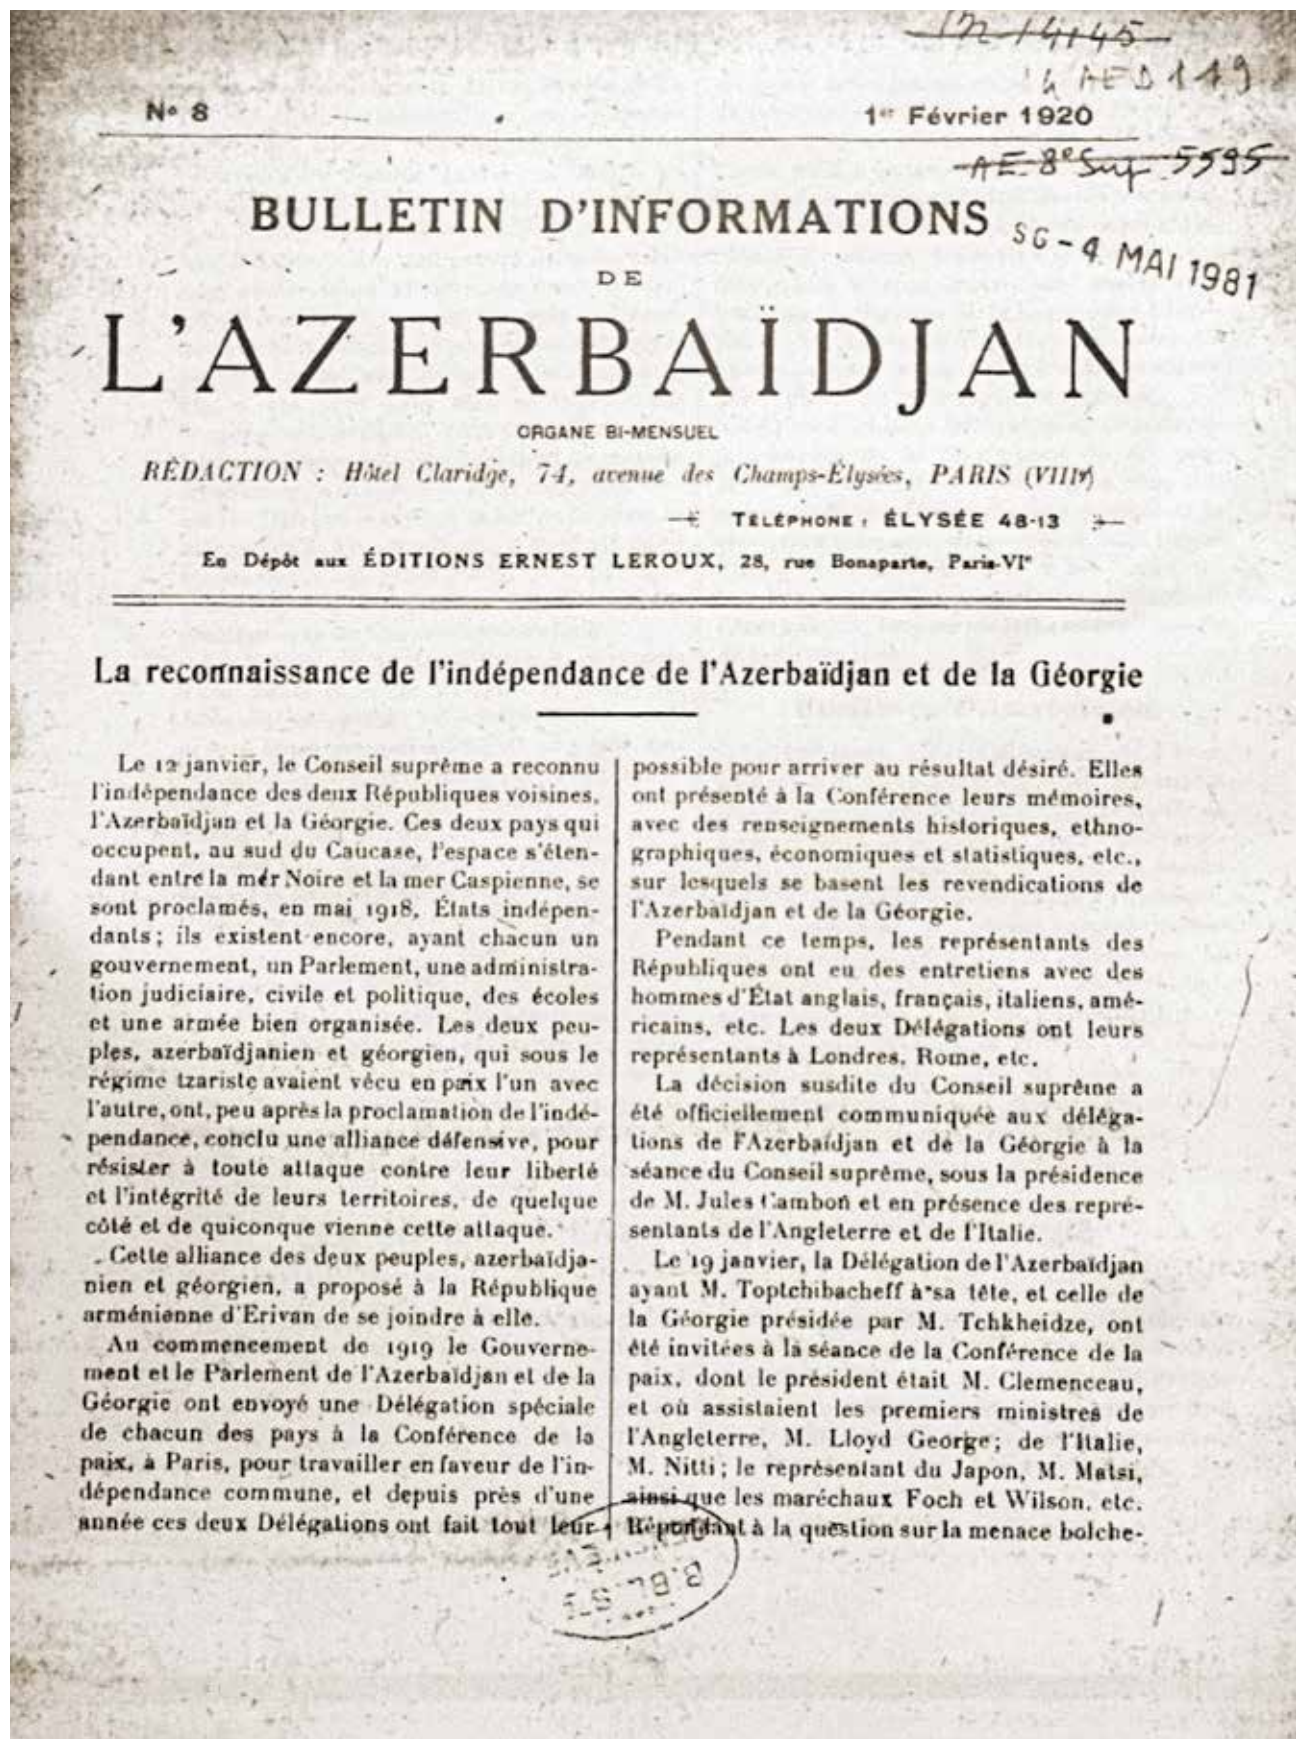 N° 8
1er Février 1920
AE 8° Sup 5595
BULLETIN D'INFORMATIONS
SG - 4 MAI 1981
DE
L'AZERBAÏDJAN
ORGANE BI-MENSUEL
RÉDACTION : Hôtel Claridge, 74, avenue des Champs-Élysées, PARIS (VIIIe)
TÉLÉPHONE : ÉLYSÉE 48-13
En Dépôt aux ÉDITIONS ERNEST LEROUX, 28, rue Bonaparte, Paris-VIe
La reconnaissance de l'indépendance de l'Azerbaïdjan et de la Géorgie
Le 12 janvier, le Conseil suprême a reconnu
l'indépendance des deux Républiques voisines,
l'Azerbaïdjan et la Géorgie. Ces deux pays qui
occupent, au sud du Caucase, l'espace s'éten-
dant entre la mer Noire et la mer Caspienne, se
sont proclamés, en mai 1918, États indépen-
dants; ils existent encore, ayant chacun un
gouvernement, un Parlement, une administra-
tion judiciaire, civile et politique, des écoles
et une armée bien organisée. Les deux peu-
ples, azerbaïdjanien et géorgien, qui sous le
régime tzariste avaient vécu en paix l'un avec
l'autre, ont, peu après la proclamation de l'indé-
pendance, conclu une alliance défensive, pour
résister à toute attaque contre leur liberté
et l'intégrité de leurs territoires, de quelque
côté et de quiconque vienne cette attaque.
Cette alliance des deux peuples, azerbaïdja-
nien et géorgien, a proposé à la République
arménienne d'Erivan de se joindre à elle.
Au commencement de 1919 le Gouverne-
ment et le Parlement de l'Azerbaïdjan et de la
Géorgie ont envoyé une Délégation spéciale
de chacun des pays à la Conférence de la
paix, à Paris, pour travailler en faveur de l'in-
dépendance commune, et depuis près d'une
année ces deux Délégations ont fait tout leur
possible pour arriver au résultat désiré. Elles
ont présenté à la Conférence leurs mémoires,
avec des renseignements historiques, ethno-
graphiques, économiques et statistiques, etc.,
sur lesquels se basent les revendications de
l'Azerbaïdjan et de la Géorgie.
Pendant ce temps, les représentants des
Républiques ont eu des entretiens avec des
hommes d'État anglais, français, italiens, amé-
ricains, etc. Les deux Délégations ont leurs
représentants à Londres, Rome, etc.
La décision susdite du Conseil suprême a
été officiellement communiquée aux déléga-
tions de l'Azerbaïdjan et de la Géorgie à la
séance du Conseil suprême, sous la présidence
de M. Jules Cambon et en présence des repré-
sentants de l'Angleterre et de l'Italie.
Le 19 janvier, la Délégation de l'Azerbaïdjan
ayant M. Toptchibacheff à sa tête, et celle de
la Géorgie présidée par M. Tchkheidze, ont
été invitées à la séance de la Conférence de la
paix, dont le président était M. Clemenceau,
et où assistaient les premiers ministres de
l'Angleterre, M. Lloyd George; de l'Italie,
M. Nitti; le représentant du Japon, M. Matsi,
ainsi que les maréchaux Foch et Wilson, etc.
Répondant à la question sur la menace bolche-